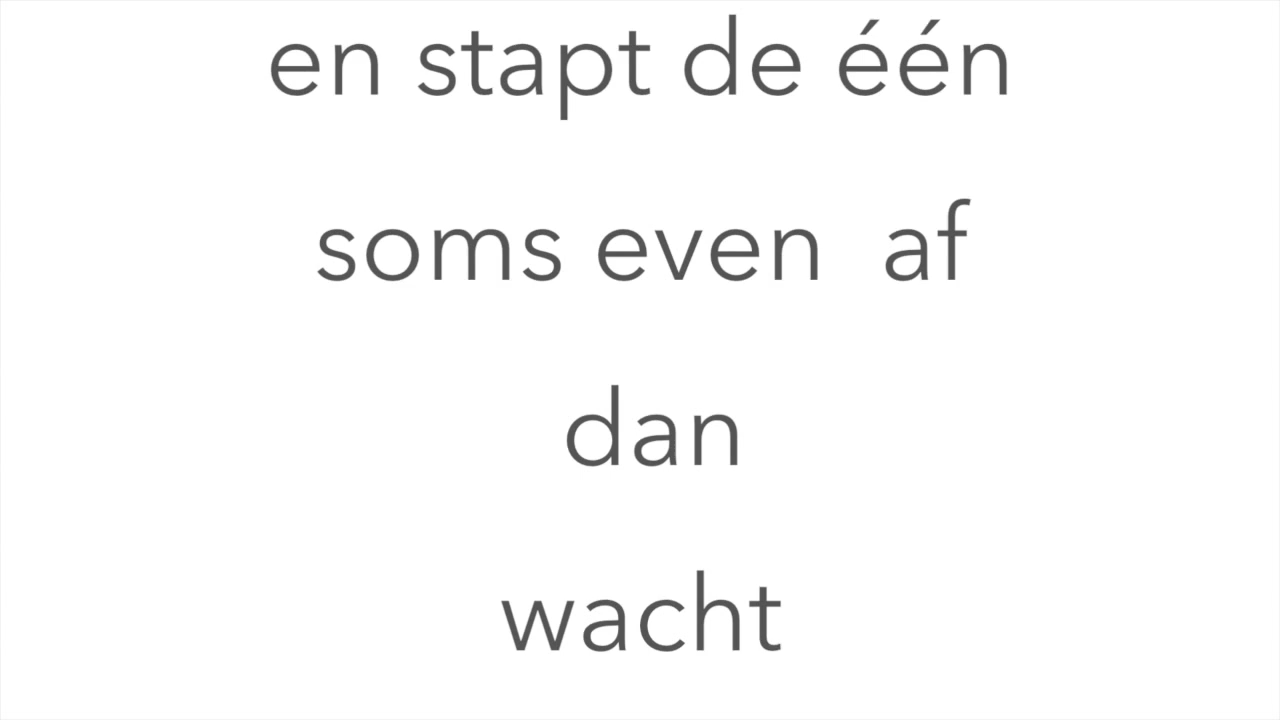 en stapt de één
soms even  af
dan
wacht